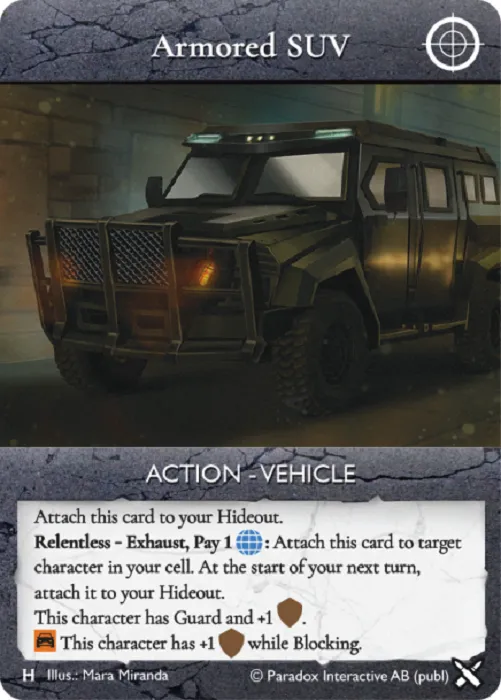 Armored SUV
ACTION - VEHICLE
Attach this card to your Hideout.
Relentless - Exhaust, Pay 1 : Attach this card to target
character in your cell. At the start of your next turn,
attach it to your Hideout.
This character has Guard and +1 .
This character has +1 while Blocking.
H Illus.: Mara Miranda © Paradox Interactive AB (publ)